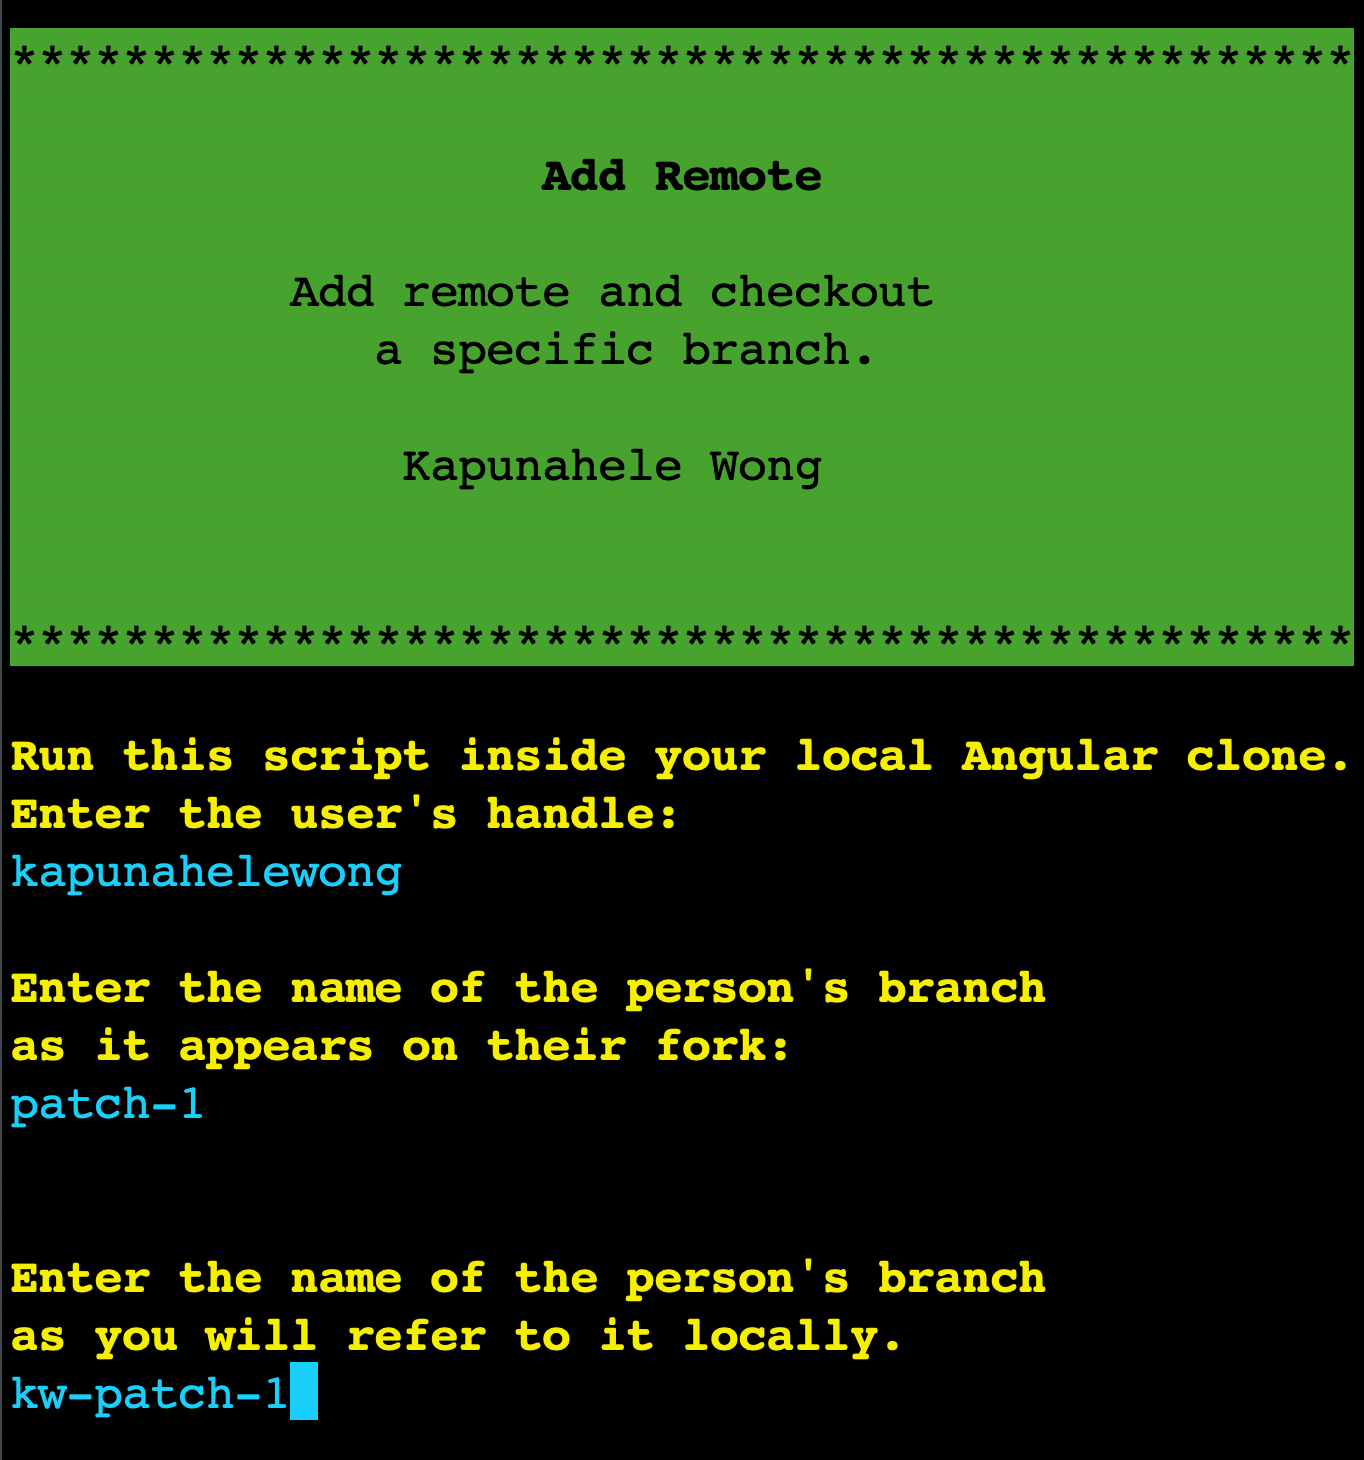 ************************************************
Add Remote
Add remote and checkout
a specific branch.
Kapunahele Wong
************************************************
Run this script inside your local Angular clone.
Enter the user's handle:
kapunahelewong
Enter the name of the person's branch
as it appears on their fork:
patch-1
Enter the name of the person's branch
as you will refer to it locally.
kw-patch-1